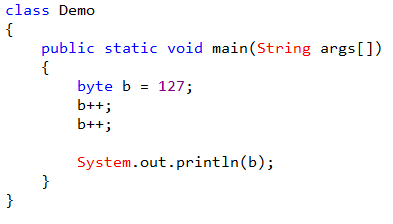 class Demo
{
    public static void main(String args[])
    {
        byte b = 127;
        b++;
        b++;

        System.out.println(b);
    }
}